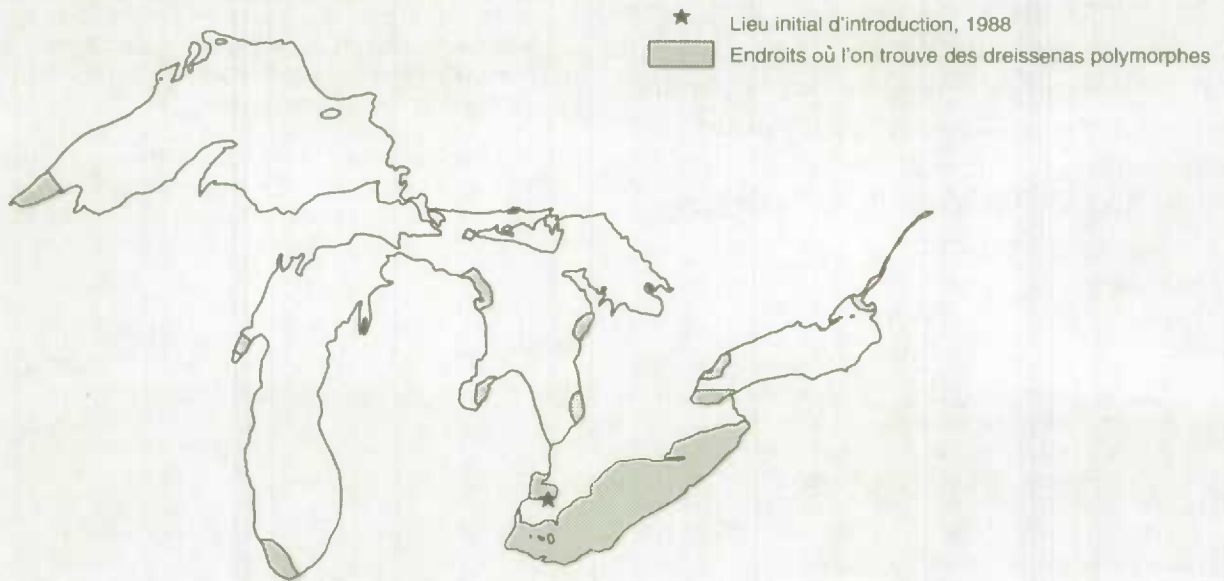 Lieu initial d'introduction, 1988
Endroits où l'on trouve des dreissenas polymorphes